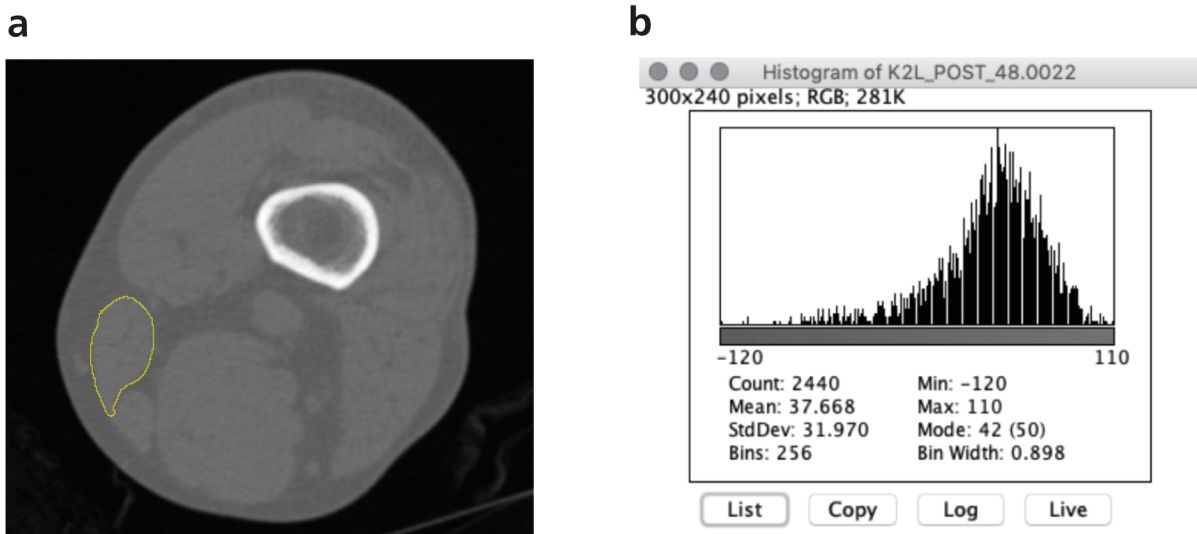 a
b
Histogram of K2L_POST_48.0022
300x240 pixels; RGB; 281K
-120 110
Count: 2440 Min: -120
Mean: 37.668 Max: 110
StdDev: 31.970 Mode: 42 (50)
Bins: 256 Bin Width: 0.898
List Copy Log Live